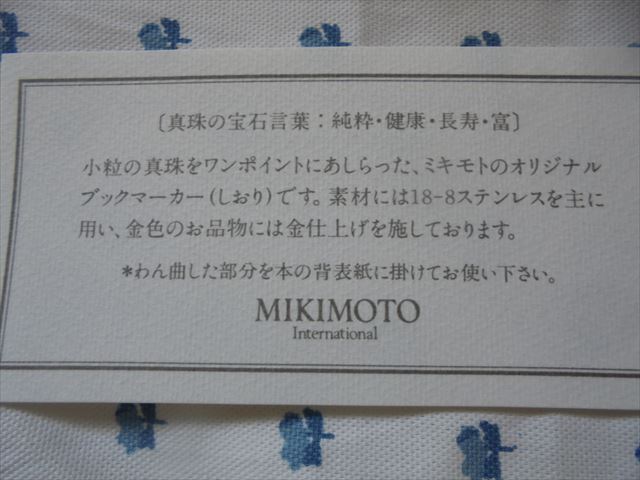 〔真珠の宝石言葉：純粋・健康・長寿・富〕
小粒の真珠をワンポイントにあしらった、ミキモトのオリジナル
ブックマーカー（しおり）です。素材には18-8ステンレスを主に
用い、金色のお品物には金仕上げを施しております。
*わん曲した部分を本の背表紙に掛けてお使い下さい。
MIKIMOTO
International